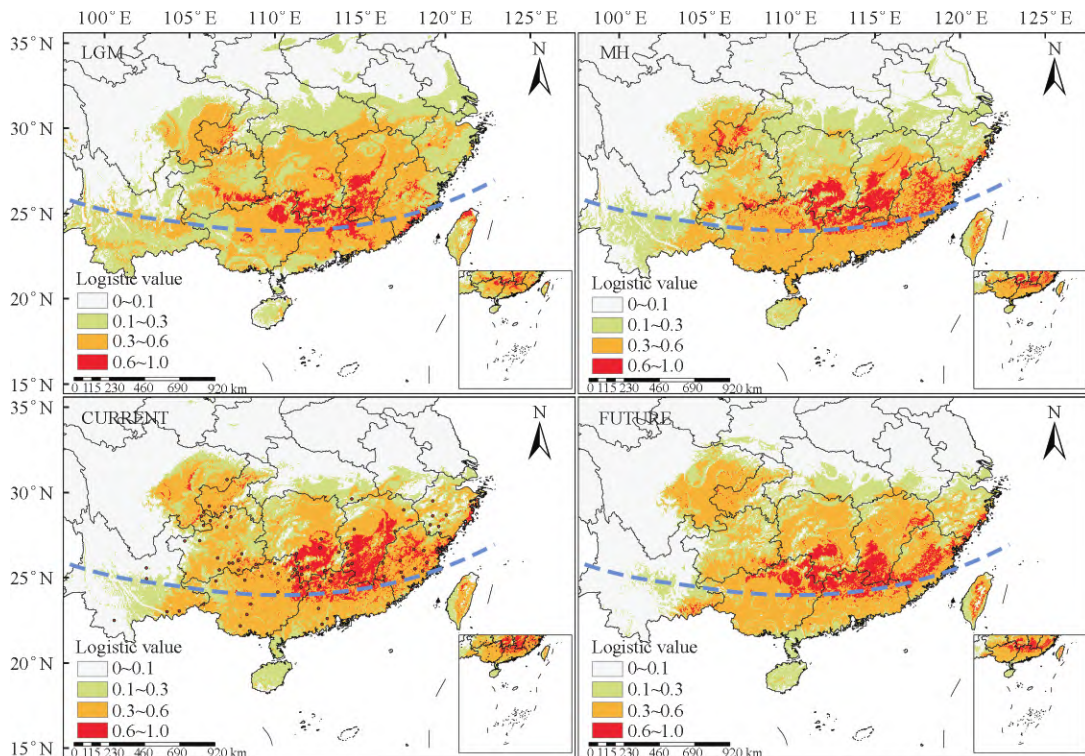 100° E 105° E 110° E 115° E 120° E 125° E 100° E 105° E 110° E 115° E 120° E 125° E
35° N
30° N
25° N
20° N
15° N
LGM
N
Logistic value
0~0.1
0.1~0.3
0.3~0.6
0.6~1.0
0 115 230 460 690 920 km
MH
N
Logistic value
0~0.1
0.1~0.3
0.3~0.6
0.6~1.0
0 115 230 460 690 920 km
35° N
30° N
25° N
20° N
15° N
CURRENT
N
Logistic value
0~0.1
0.1~0.3
0.3~0.6
0.6~1.0
0 115 230 460 690 920 km
FUTURE
N
Logistic value
0~0.1
0.1~0.3
0.3~0.6
0.6~1.0
0 115 230 460 690 920 km